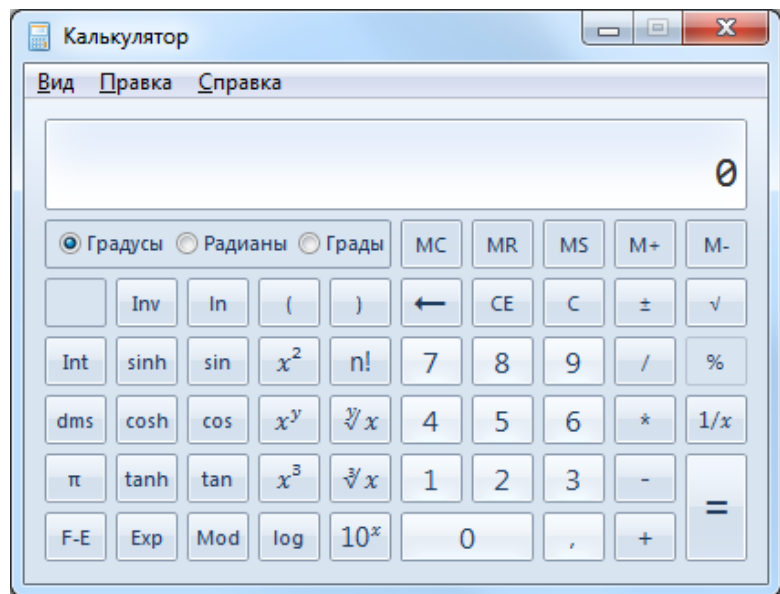 Калькулятор
Вид Правка Справка
0
Градусы Радианы Грады MC MR MS M+ M-
Inv ln ( ) ← CE C ± √
Int sinh sin x² n! 7 8 9 / %
dms cosh cos xʸ ʸ√x 4 5 6 * 1/x
π tanh tan x³ ³√x 1 2 3 - =
F-E Exp Mod log 10ˣ 0 , +